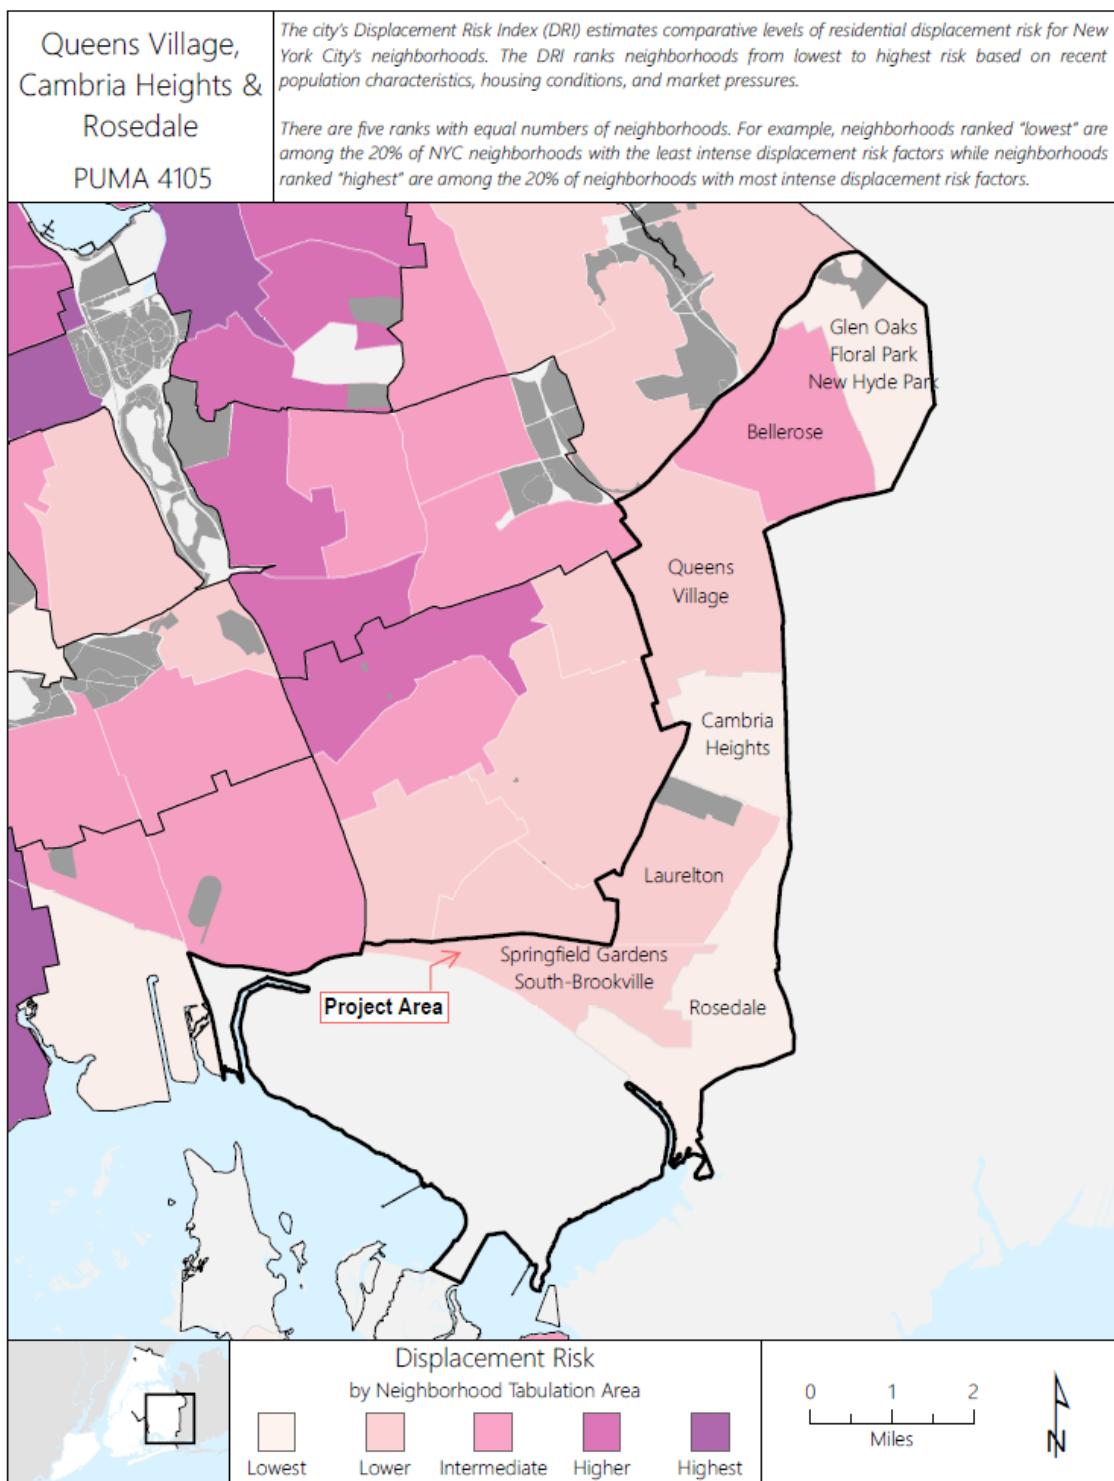 Queens Village,
Cambria Heights &
Rosedale
PUMA 4105
The city's Displacement Risk Index (DRI) estimates comparative levels of residential displacement risk for New
York City's neighborhoods. The DRI ranks neighborhoods from lowest to highest risk based on recent
population characteristics, housing conditions, and market pressures.
There are five ranks with equal numbers of neighborhoods. For example, neighborhoods ranked "lowest" are
among the 20% of NYC neighborhoods with the least intense displacement risk factors while neighborhoods
ranked "highest" are among the 20% of neighborhoods with most intense displacement risk factors.
Glen Oaks
Floral Park
New Hyde Park
Bellerose
Queens
Village
Cambria
Heights
Laurelton
Springfield Gardens
South-Brookville
Project Area
Rosedale
Displacement Risk
by Neighborhood Tabulation Area
Lowest Lower Intermediate Higher Highest
0 1 2
Miles
N